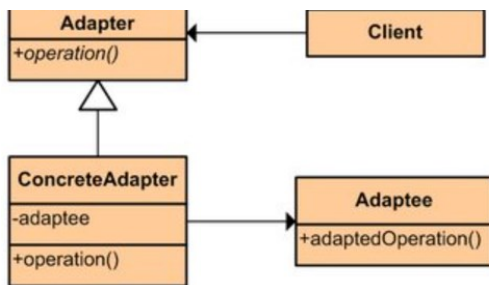 Adapter
+operation()
Client
ConcreteAdapter
-adaptee
+operation()
Adaptee
+adaptedOperation()